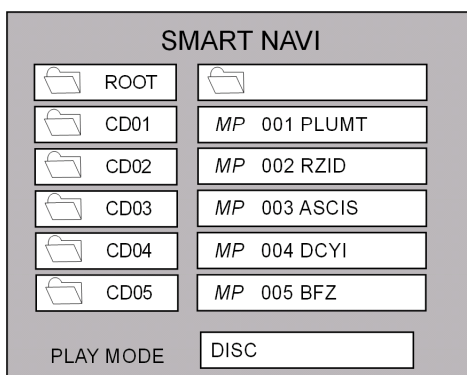 SMART NAVI
ROOT
CD01 MP 001 PLUMT
CD02 MP 002 RZID
CD03 MP 003 ASCIS
CD04 MP 004 DCYI
CD05 MP 005 BFZ
PLAY MODE DISC